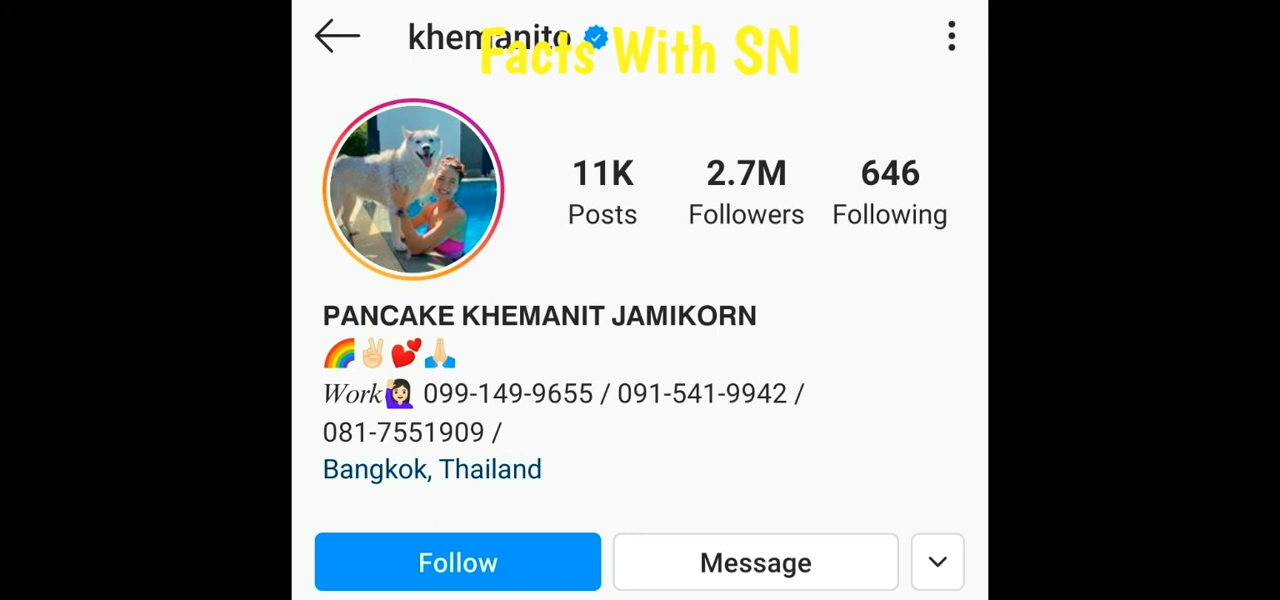 khemanito
Facts With SN
11K 2.7M 646
Posts Followers Following
PANCAKE KHEMANIT JAMIKORN
🌈✌🏻💕🙏🏻
𝑊𝑜𝑟𝑘🙋🏻‍♀️ 099-149-9655 / 091-541-9942 /
081-7551909 /
Bangkok, Thailand
Follow Message